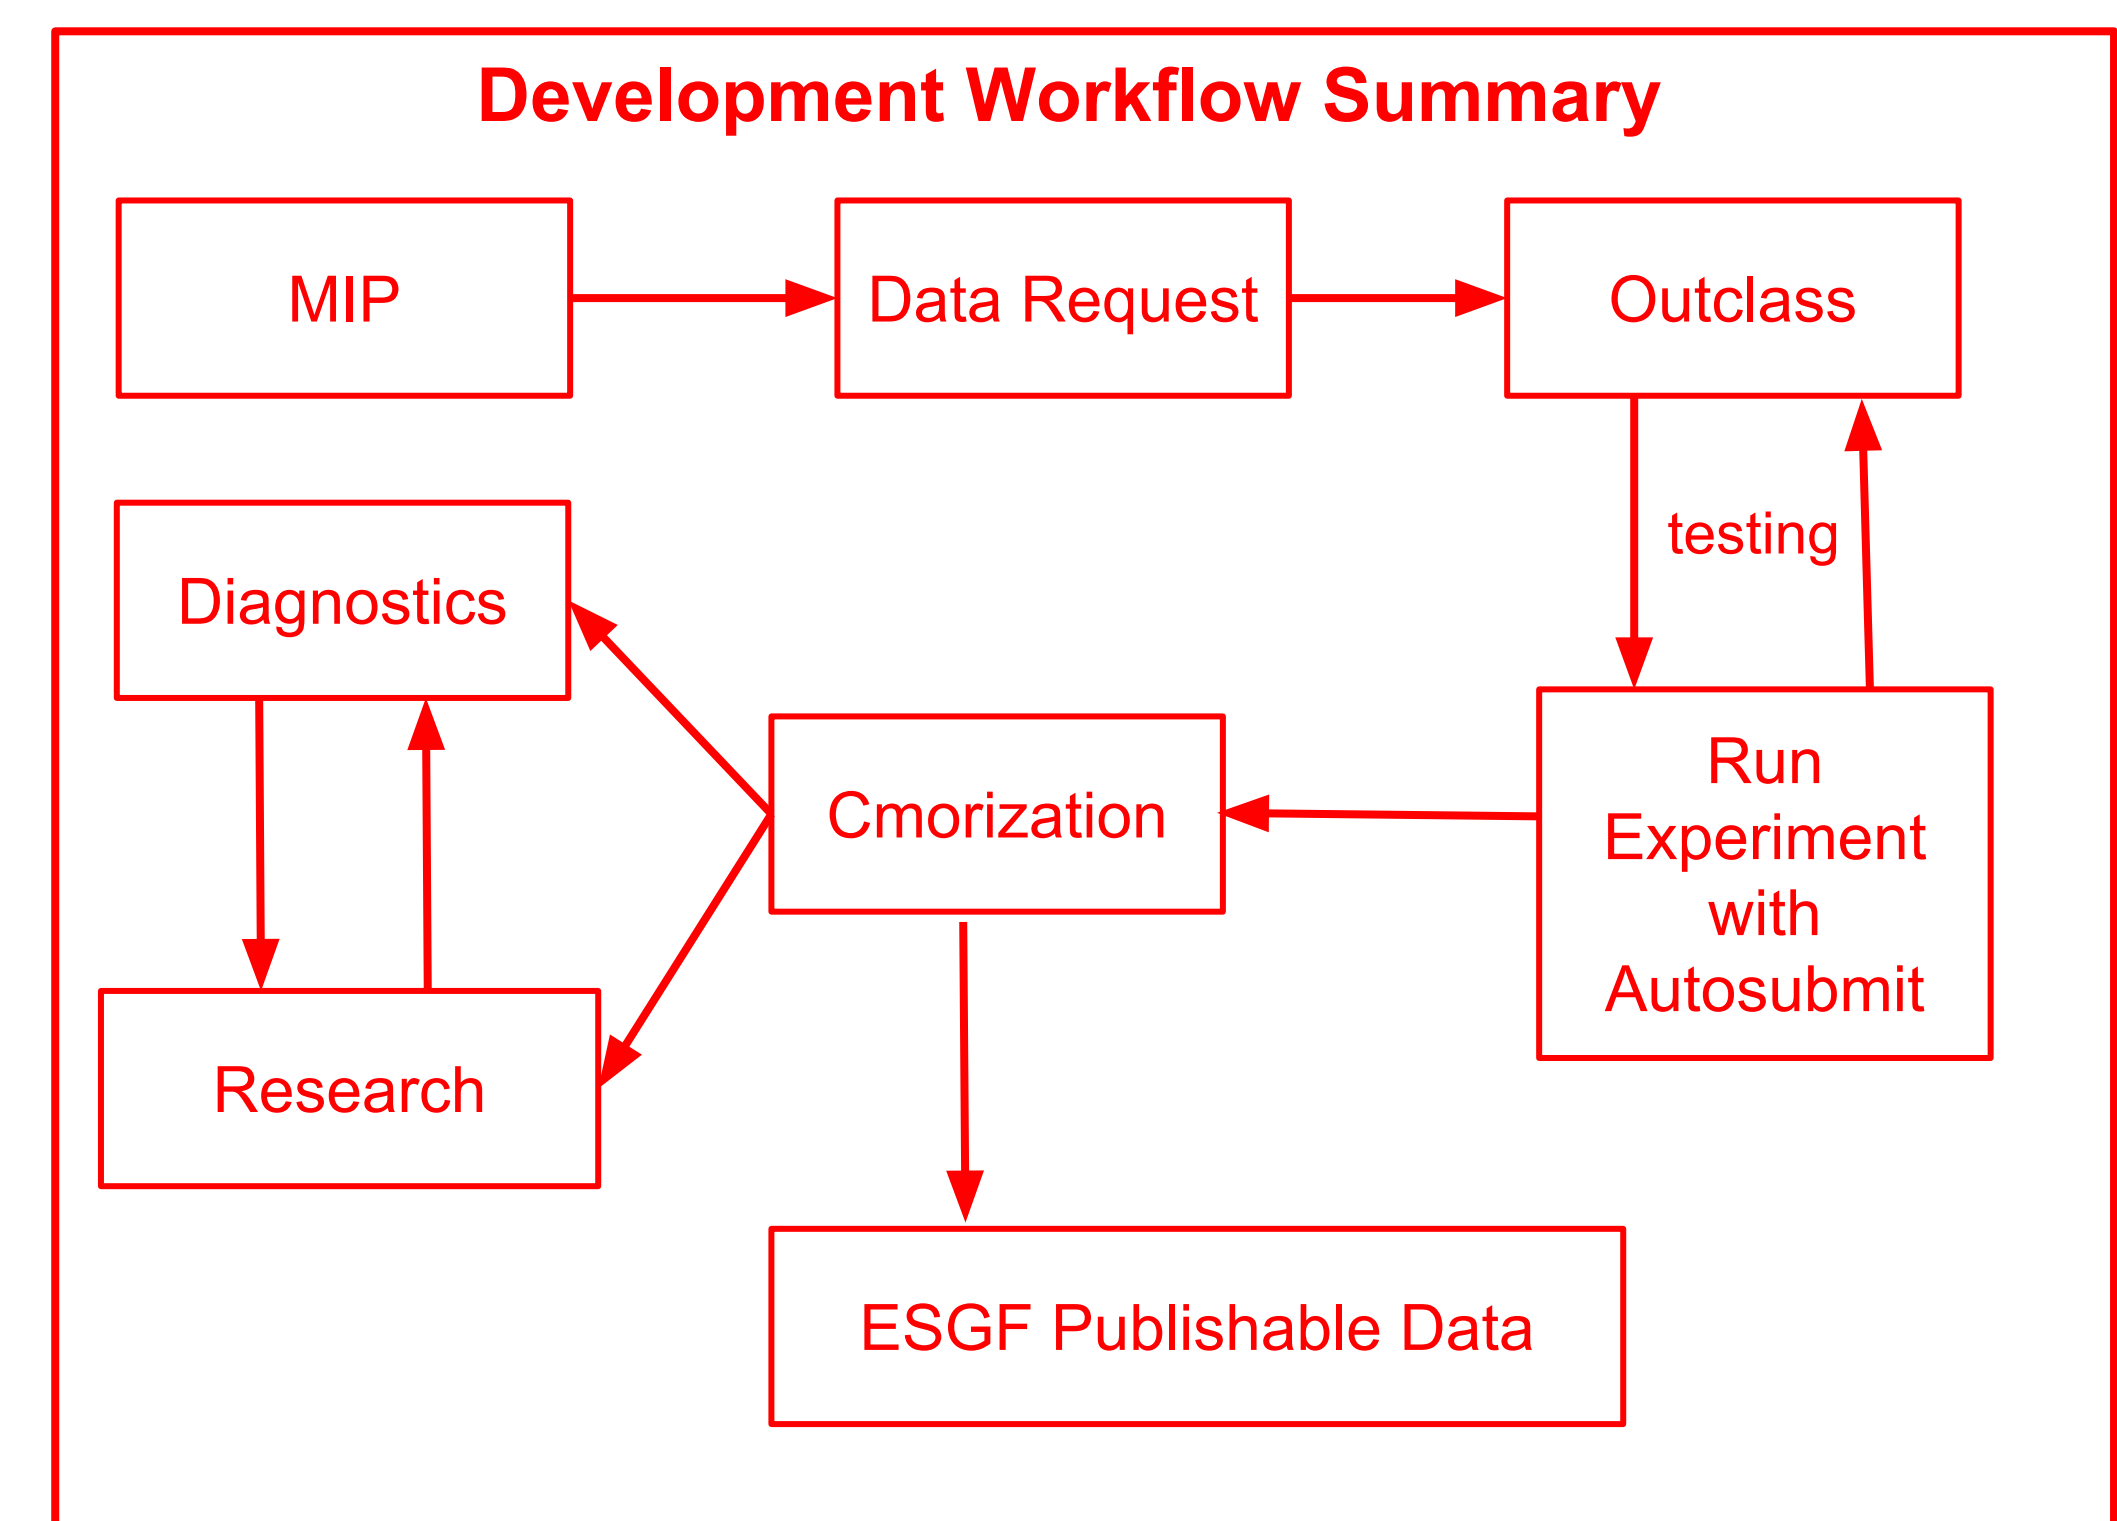 Development Workflow Summary
MIP
Data Request
Outclass
testing
Diagnostics
Cmorization
Run
Experiment
with
Autosubmit
Research
ESGF Publishable Data